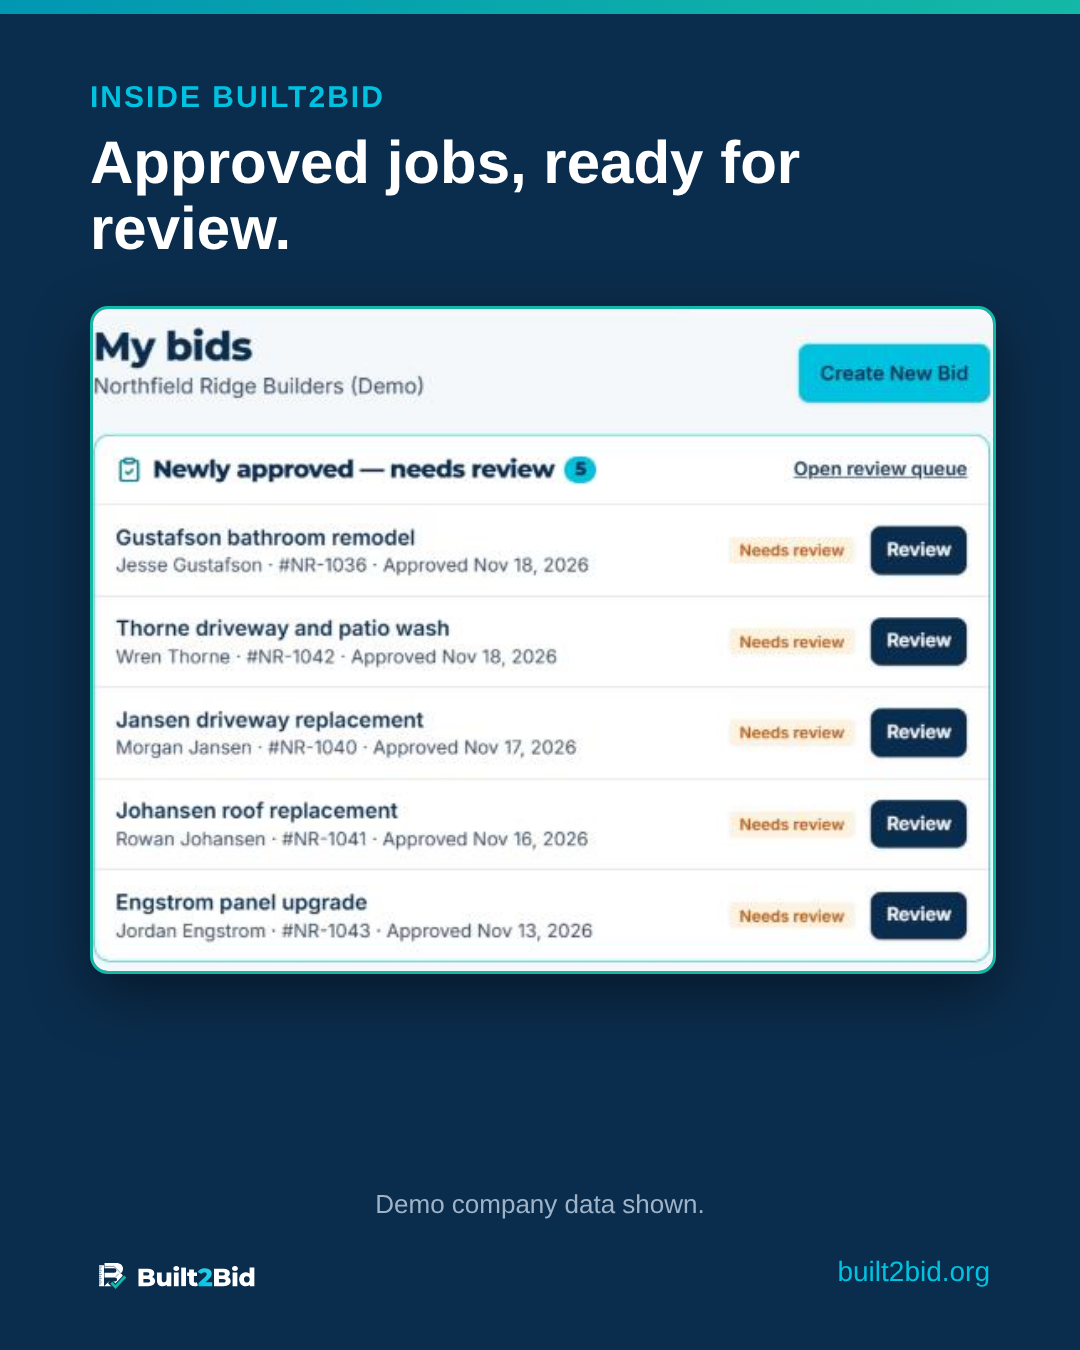 INSIDE BUILT2BID
Approved jobs, ready for
review.
My bids
Northfield Ridge Builders (Demo)
Create New Bid
Newly approved — needs review 5
Open review queue
Gustafson bathroom remodel
Jesse Gustafson · #NR-1036 · Approved Nov 18, 2026
Needs review
Review
Thorne driveway and patio wash
Wren Thorne · #NR-1042 · Approved Nov 18, 2026
Needs review
Review
Jansen driveway replacement
Morgan Jansen · #NR-1040 · Approved Nov 17, 2026
Needs review
Review
Johansen roof replacement
Rowan Johansen · #NR-1041 · Approved Nov 16, 2026
Needs review
Review
Engstrom panel upgrade
Jordan Engstrom · #NR-1043 · Approved Nov 13, 2026
Needs review
Review
Demo company data shown.
Built2Bid
built2bid.org